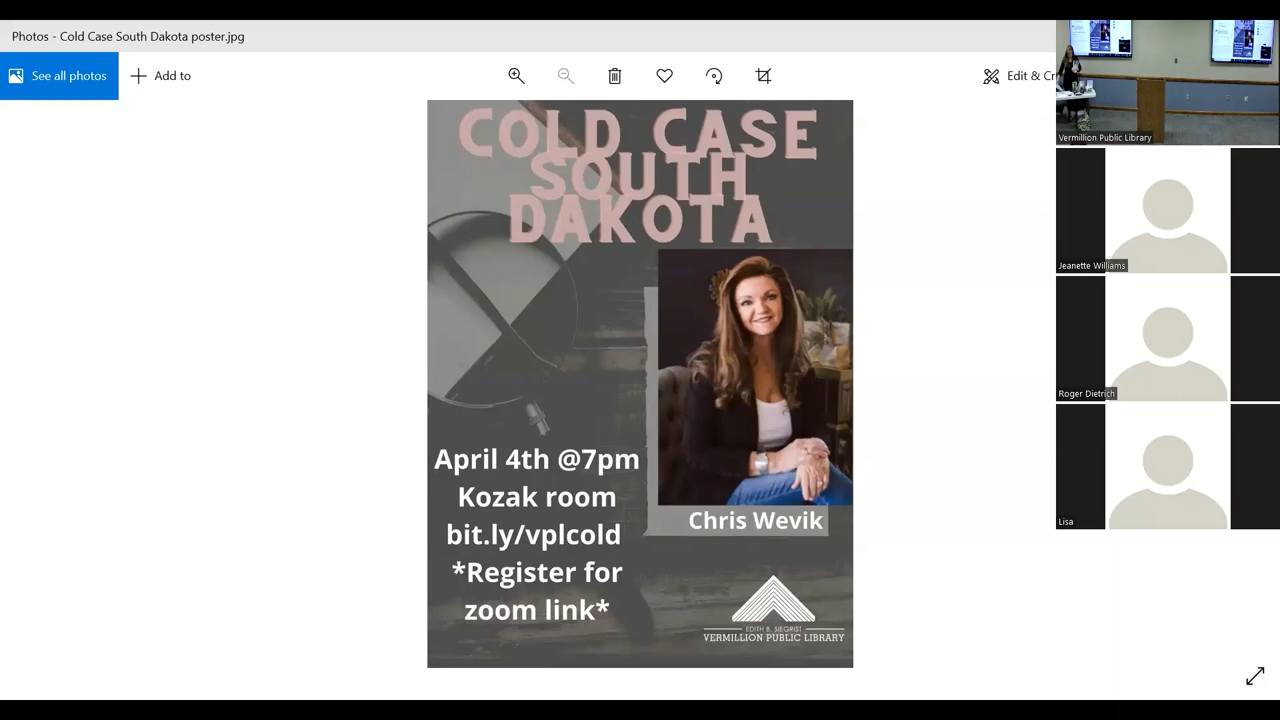 Photos - Cold Case South Dakota poster.jpg
See all photos
Add to
Edit & Cr
COLD CASE
SOUTH
DAKOTA
April 4th @7pm
Kozak room
bit.ly/vplcold
*Register for
zoom link*
Chris Wevik
EDITH B. SIEGRIST
VERMILLION PUBLIC LIBRARY
Vermillion Public Library
Jeanette Williams
Roger Dietrich
Lisa